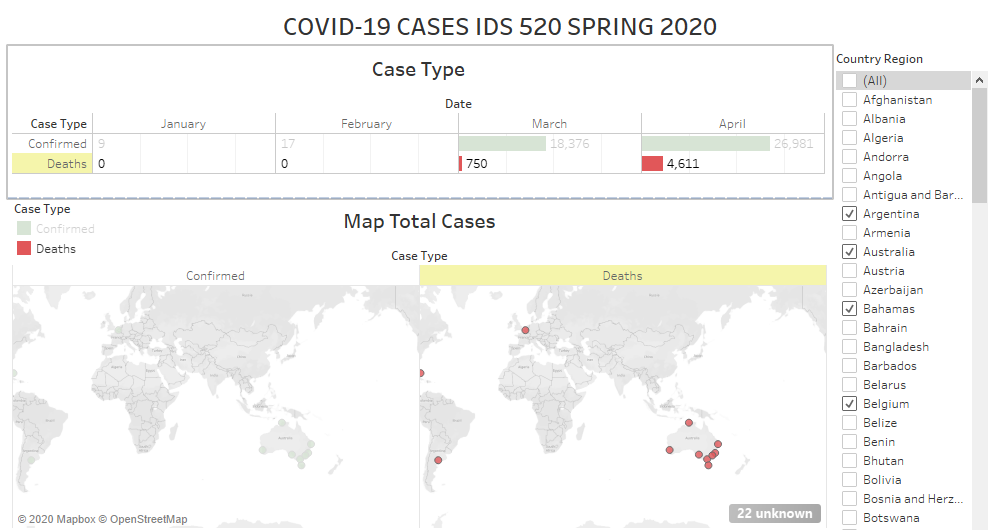 COVID-19 CASES IDS 520 SPRING 2020
Case Type
Date
Case Type January February March April
Confirmed 9 17 18,376 26,981
Deaths 0 0 750 4,611
Case Type
Confirmed
Deaths
Map Total Cases
Case Type
Confirmed Deaths
© 2020 Mapbox © OpenStreetMap
22 unknown
Country Region
(All)
Afghanistan
Albania
Algeria
Andorra
Angola
Antigua and Bar...
Argentina
Armenia
Australia
Austria
Azerbaijan
Bahamas
Bahrain
Bangladesh
Barbados
Belarus
Belgium
Belize
Benin
Bhutan
Bolivia
Bosnia and Herz...
Botswana